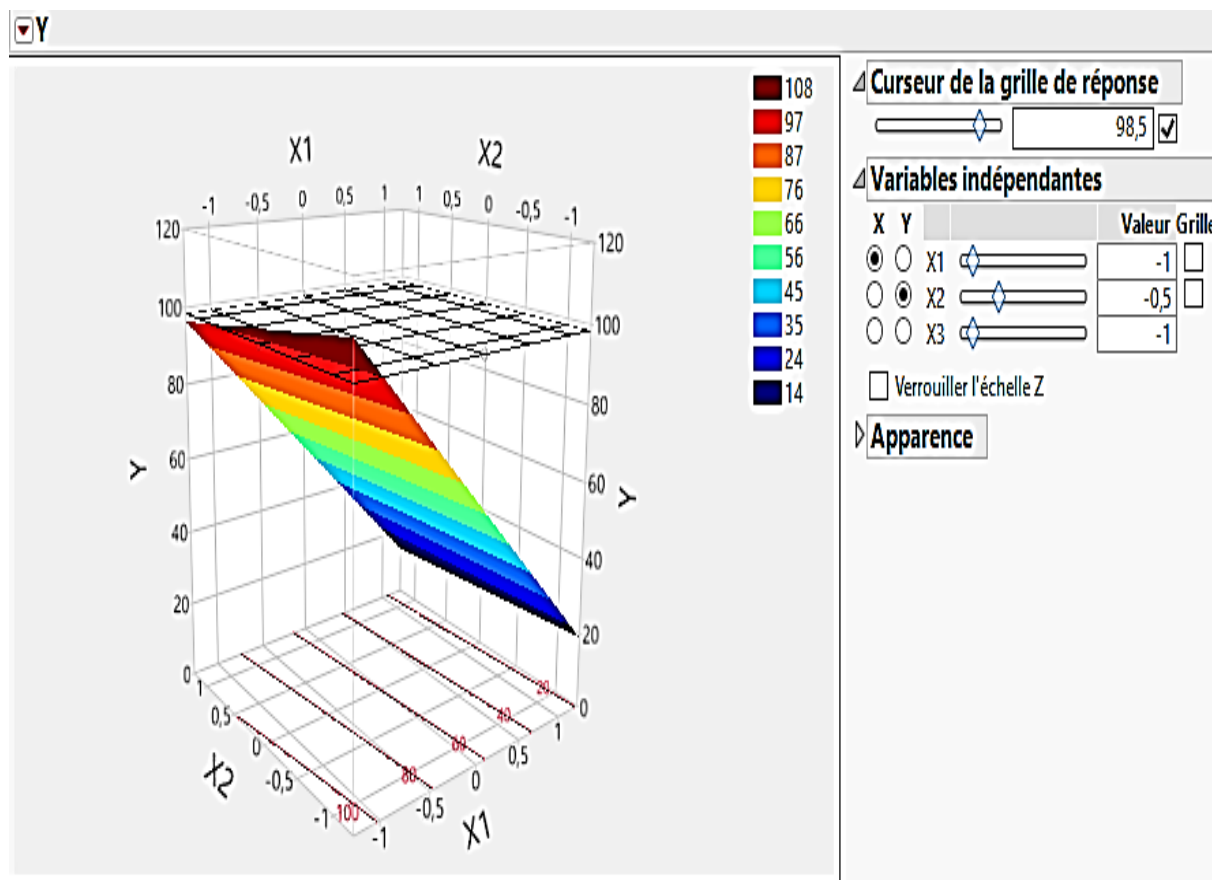 Y
108
97
87
76
66
56
45
35
24
14
X1 X2
-1 -0,5 0 0,5 1 1 0,5 0 -0,5 -1
120 120
100 100
80 80
60 60
40 40
20 20
0 0
Y Y
20
40
60
80
100
1 0,5 0 -0,5 -1
-1 -0,5 0 0,5 1
X2 X1
Curseur de la grille de réponse
98,5
Variables indépendantes
X Y Valeur Grille
X1 -1
X2 -0,5
X3 -1
Verrouiller l'échelle Z
Apparence